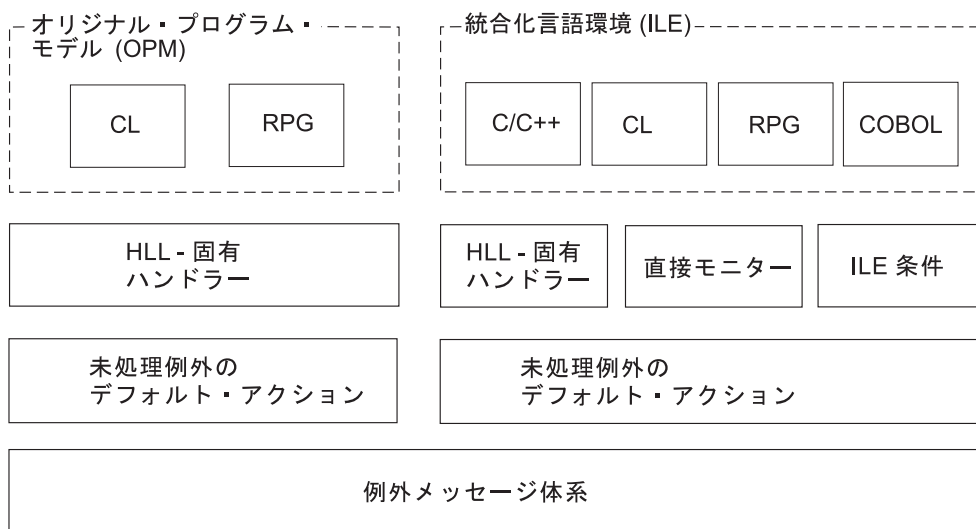 オリジナル・プログラム・
モデル (OPM)
CL
RPG
統合化言語環境 (ILE)
C/C++
CL
RPG
COBOL
HLL - 固有
ハンドラー
HLL - 固有
ハンドラー
直接モニター
ILE 条件
未処理例外の
デフォルト・アクション
未処理例外の
デフォルト・アクション
例外メッセージ体系